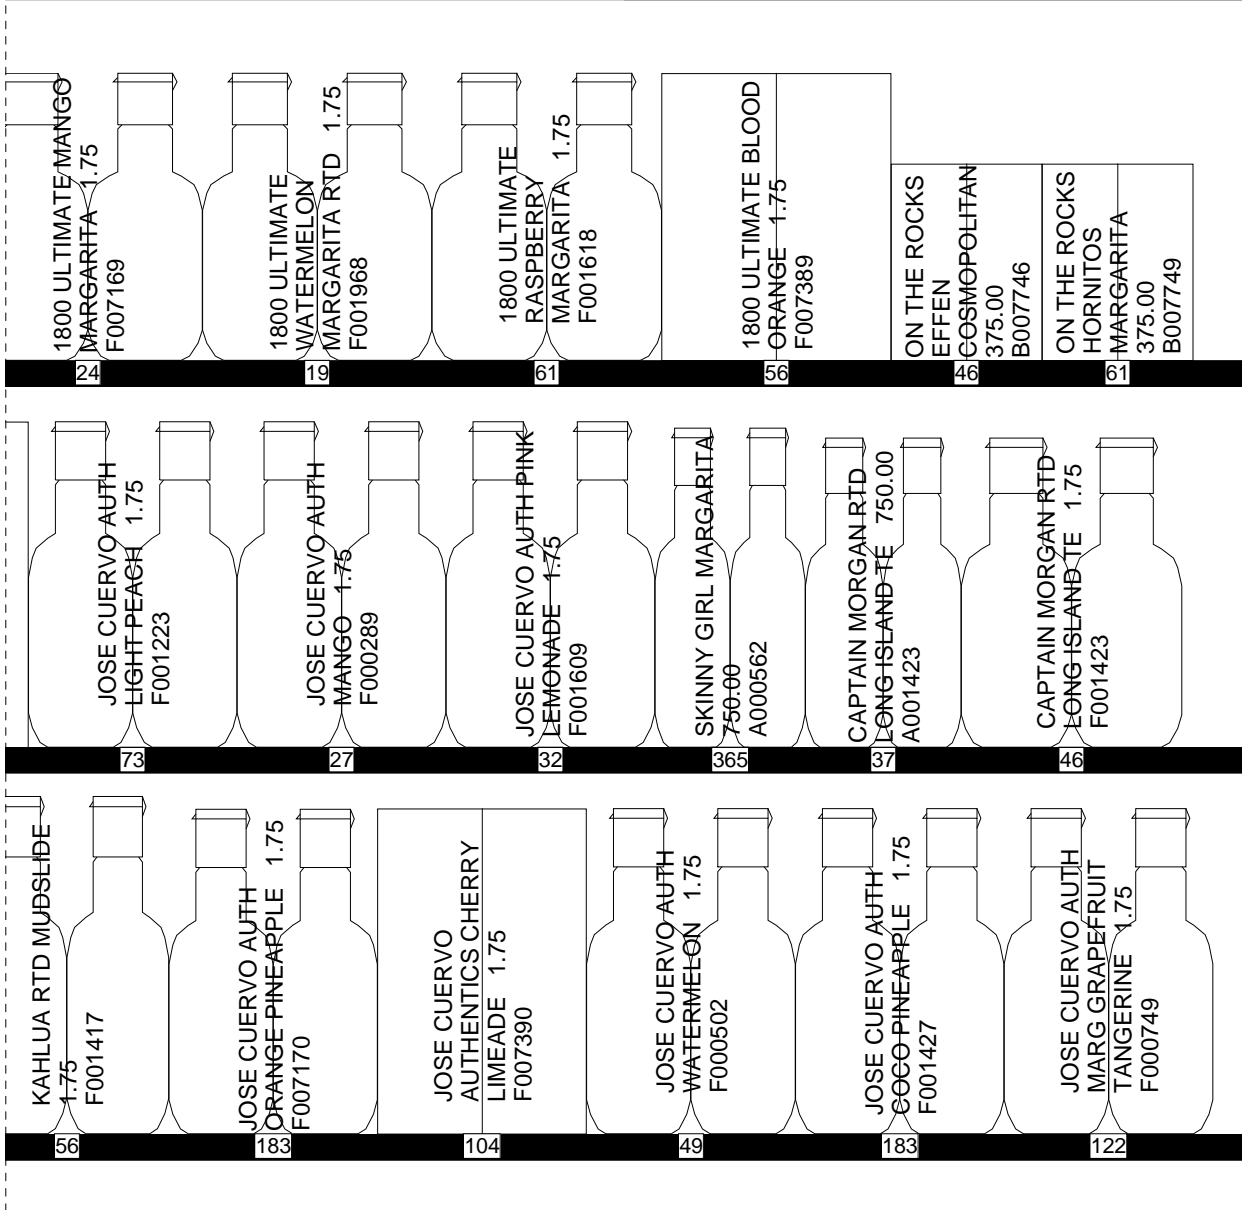 1800 ULTIMATE MANGO
MARGARITA   1.75
F007169
1800 ULTIMATE
WATERMELON
MARGARITA RTD   1.75
F001968
1800 ULTIMATE
RASPBERRY
MARGARITA   1.75
F001618
1800 ULTIMATE BLOOD
ORANGE   1.75
F007389
ON THE ROCKS
EFFEN
COSMOPOLITAN
375.00
B007746
ON THE ROCKS
HORNITOS
MARGARITA
375.00
B007749
24
19
61
56
46
61
JOSE CUERVO AUTH
LIGHT PEACH   1.75
F001223
JOSE CUERVO AUTH
MANGO   1.75
F000289
JOSE CUERVO AUTH PINK
LEMONADE   1.75
F001609
SKINNY GIRL MARGARITA
750.00
A000562
CAPTAIN MORGAN RTD
LONG ISLAND TE   750.00
A001423
CAPTAIN MORGAN RTD
LONG ISLAND TE   1.75
F001423
73
27
32
365
37
46
KAHLUA RTD MUDSLIDE
1.75
F001417
JOSE CUERVO AUTH
ORANGE PINEAPPLE   1.75
F007170
JOSE CUERVO
AUTHENTICS CHERRY
LIMEADE   1.75
F007390
JOSE CUERVO AUTH
WATERMELON   1.75
F000502
JOSE CUERVO AUTH
COCO PINEAPPLE   1.75
F001427
JOSE CUERVO AUTH
MARG GRAPEFRUIT
TANGERINE   1.75
F000749
56
183
104
49
183
122